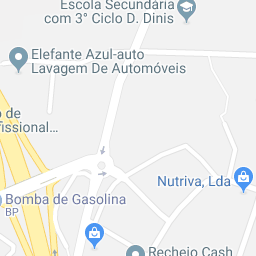 Escola Secundária
com 3° Ciclo D. Dinis
Elefante Azul-auto
Lavagem De Automóveis
o de
fissional...
Nutriva, Lda
Bomba de Gasolina
BP
Recheio Cash